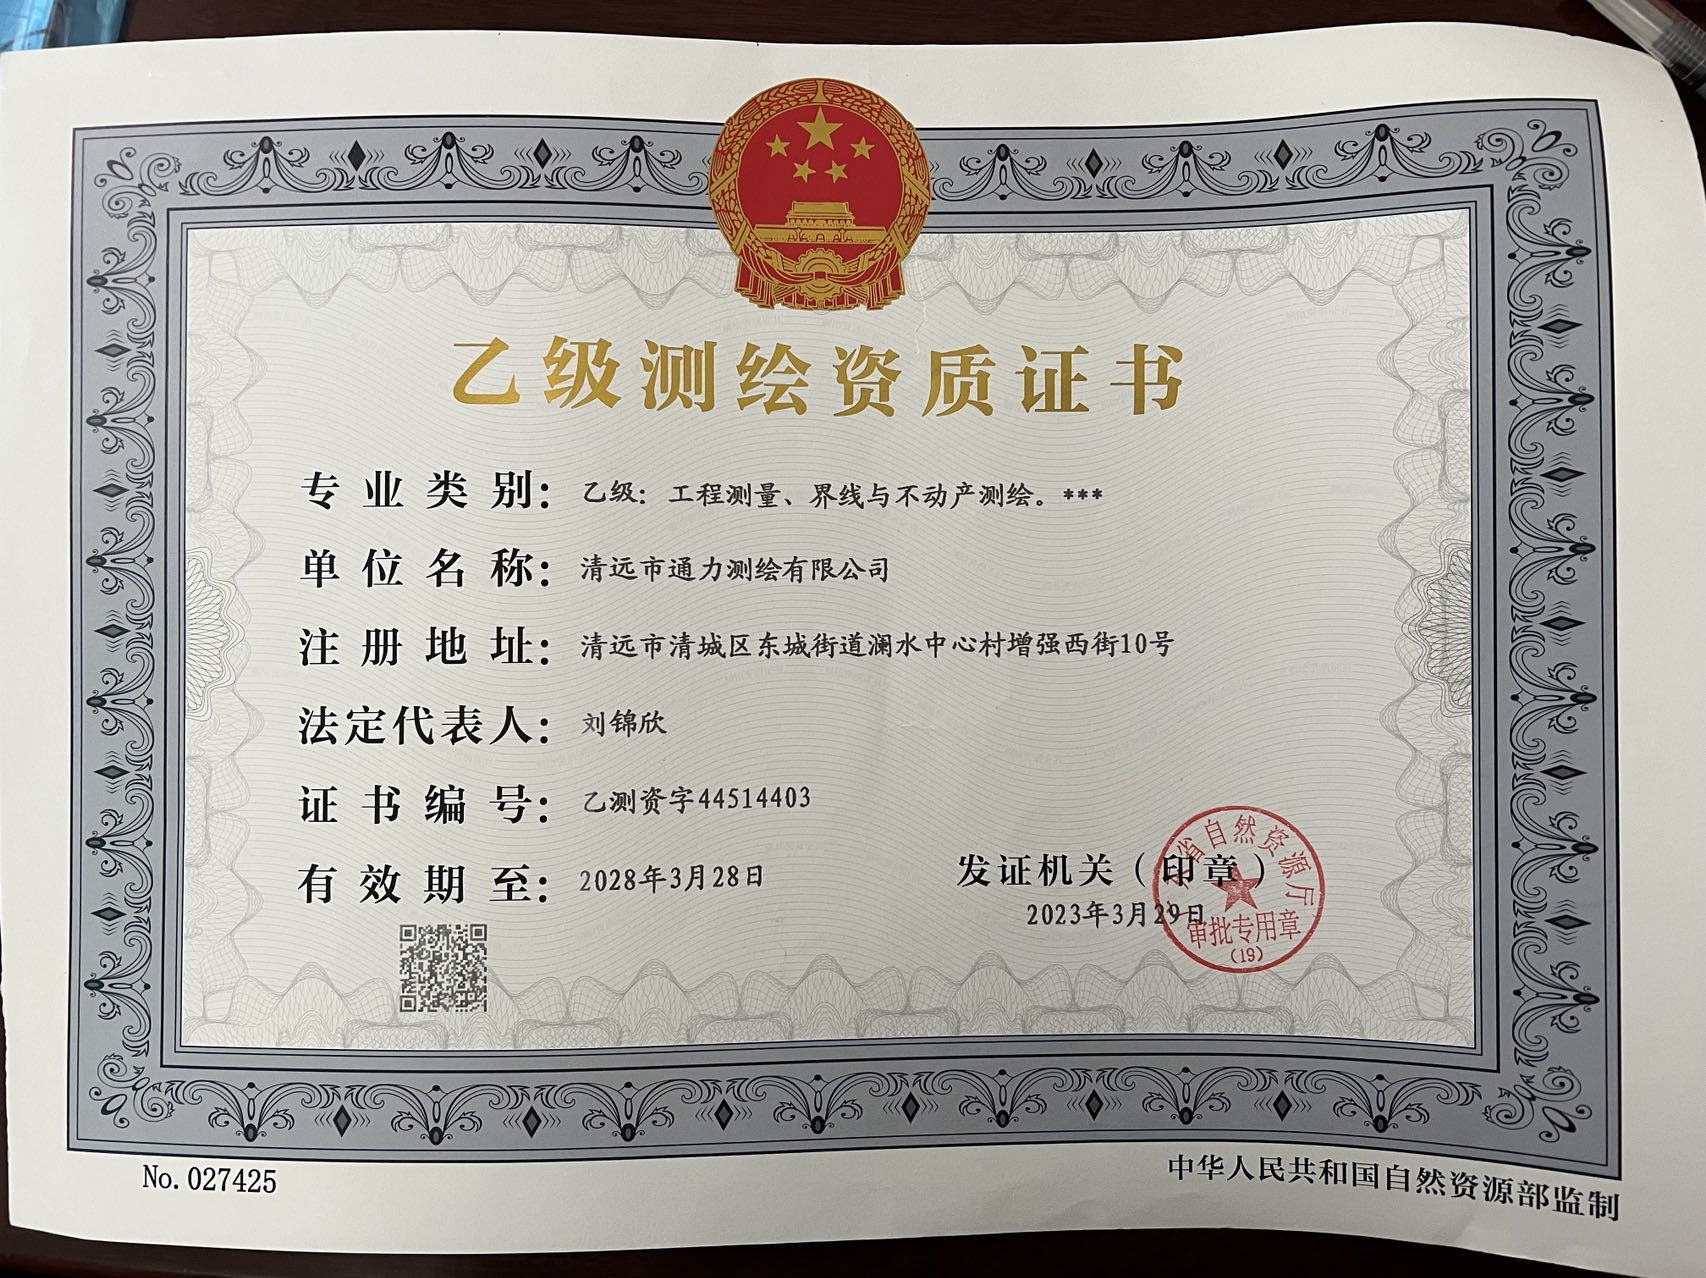 乙级测绘资质证书
专业类别：乙级：工程测量、界线与不动产测绘。***
单位名称：清远市通力测绘有限公司
注册地址：清远市清城区东城街道澜水中心村增强西街10号
法定代表人：刘锦欣
证书编号：乙测资字44514403
有效期至：2028年3月28日
发证机关（印章）
2023年3月29日
省自然资源厅
审批专用章
(19)
No. 027425
中华人民共和国自然资源部监制